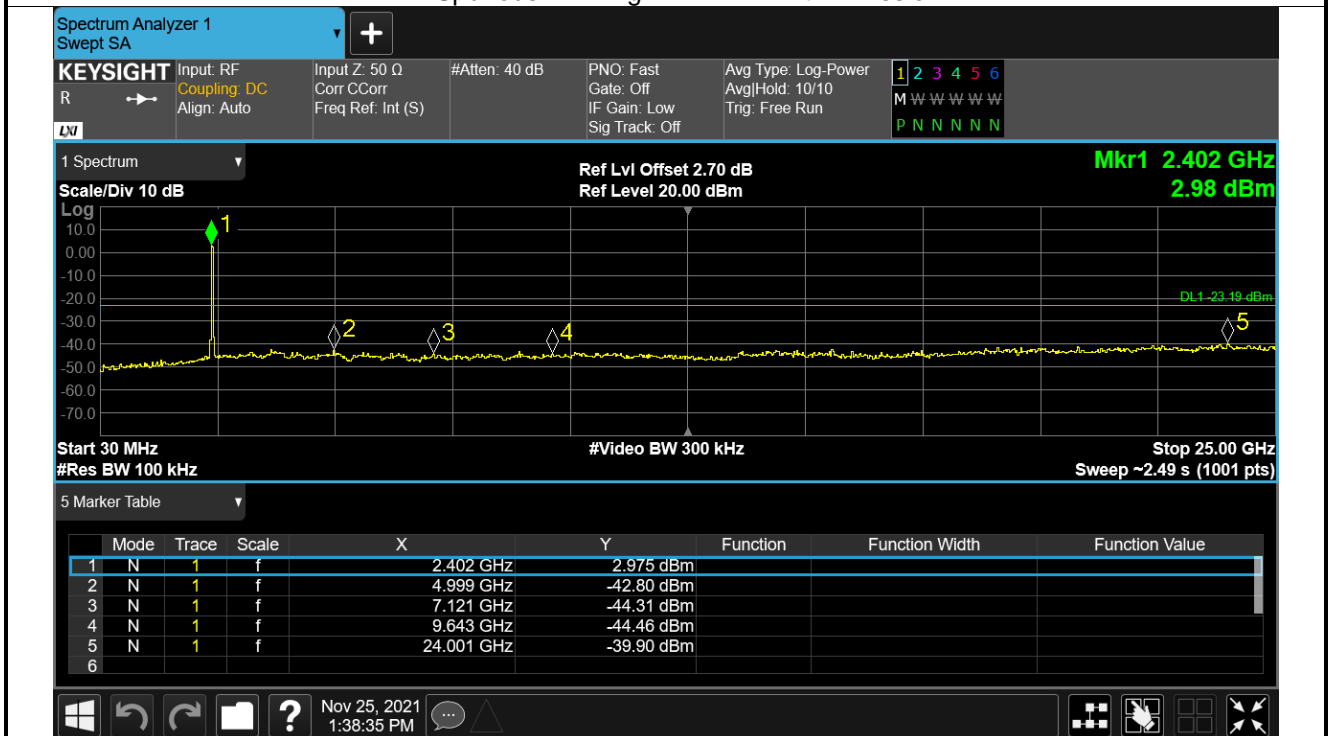 Spectrum Analyzer 1
Swept SA
+
KEYSIGHT Input: RF Input Z: 50 Ω #Atten: 40 dB PNO: Fast Avg Type: Log-Power 1 2 3 4 5 6
R Coupling: DC Corr CCorr Gate: Off Avg|Hold: 10/10 M W W W W W
Align: Auto Freq Ref: Int (S) IF Gain: Low Trig: Free Run
LXI Sig Track: Off P N N N N N
1 Spectrum Ref Lvl Offset 2.70 dB Mkr1 2.402 GHz
Scale/Div 10 dB Ref Level 20.00 dBm 2.98 dBm
Log
1
10.0
0.00
-10.0
-20.0 DL1 -23.19 dBm
-30.0 2 3 4 5
-40.0
-50.0
-60.0
-70.0
Start 30 MHz #Video BW 300 kHz Stop 25.00 GHz
#Res BW 100 kHz Sweep ~2.49 s (1001 pts)
5 Marker Table
Mode Trace Scale X Y Function Function Width Function Value
1 N 1 f 2.402 GHz 2.975 dBm
2 N 1 f 4.999 GHz -42.80 dBm
3 N 1 f 7.121 GHz -44.31 dBm
4 N 1 f 9.643 GHz -44.46 dBm
5 N 1 f 24.001 GHz -39.90 dBm
6
? Nov 25, 2021
1:38:35 PM